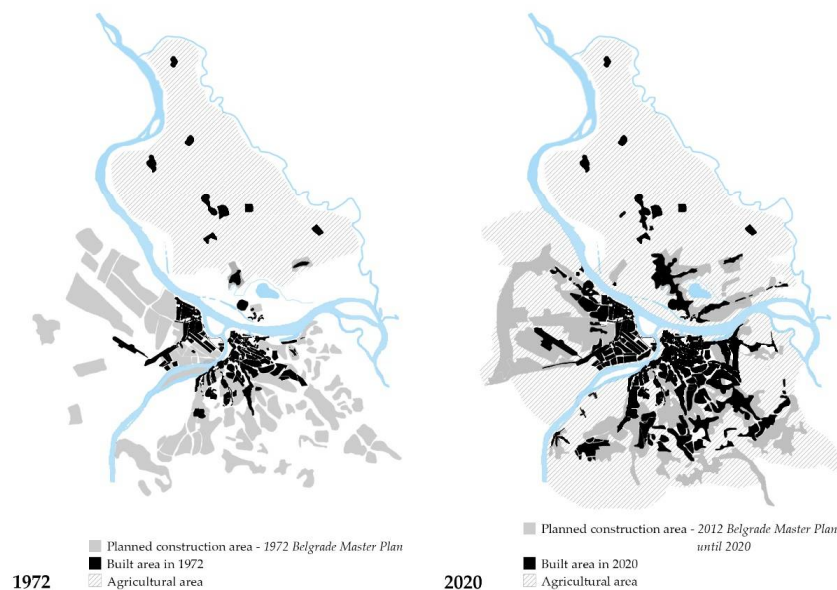 Planned construction area - 1972 Belgrade Master Plan
Built area in 1972
1972 Agricultural area
Planned construction area - 2012 Belgrade Master Plan
until 2020
Built area in 2020
2020 Agricultural area